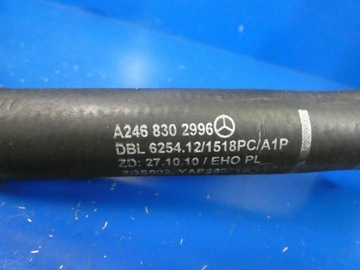 A246 830 2996
DBL 6254.12/1518PC/A1P
ZD: 27.10.10 / EHO PL